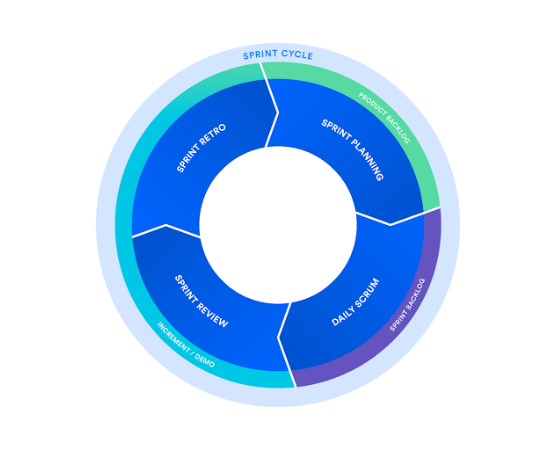 SPRINT CYCLE
PRODUCT BACKLOG
SPRINT PLANNING
SPRINT BACKLOG
DAILY SCRUM
INCREMENT / DEMO
SPRINT REVIEW
SPRINT RETRO